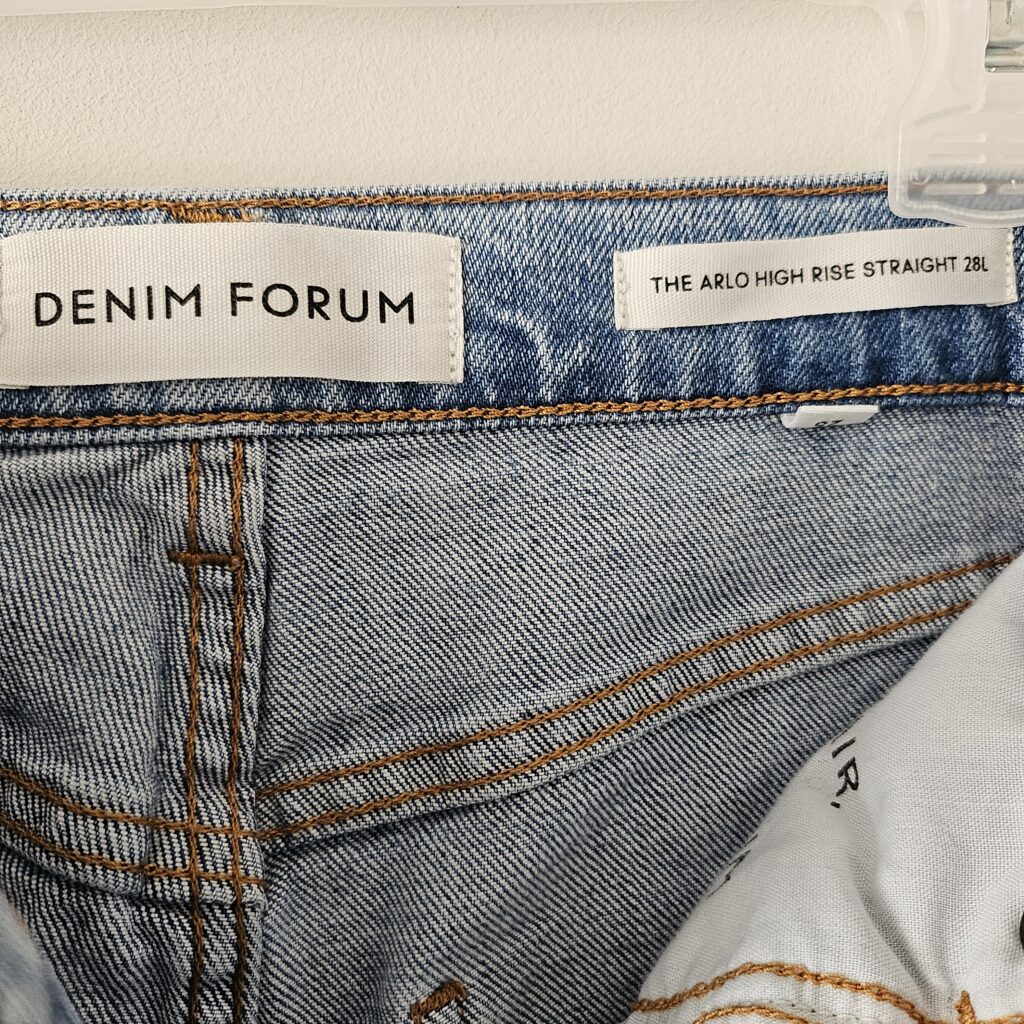 DENIM FORUM
THE ARLO HIGH RISE STRAIGHT 28L